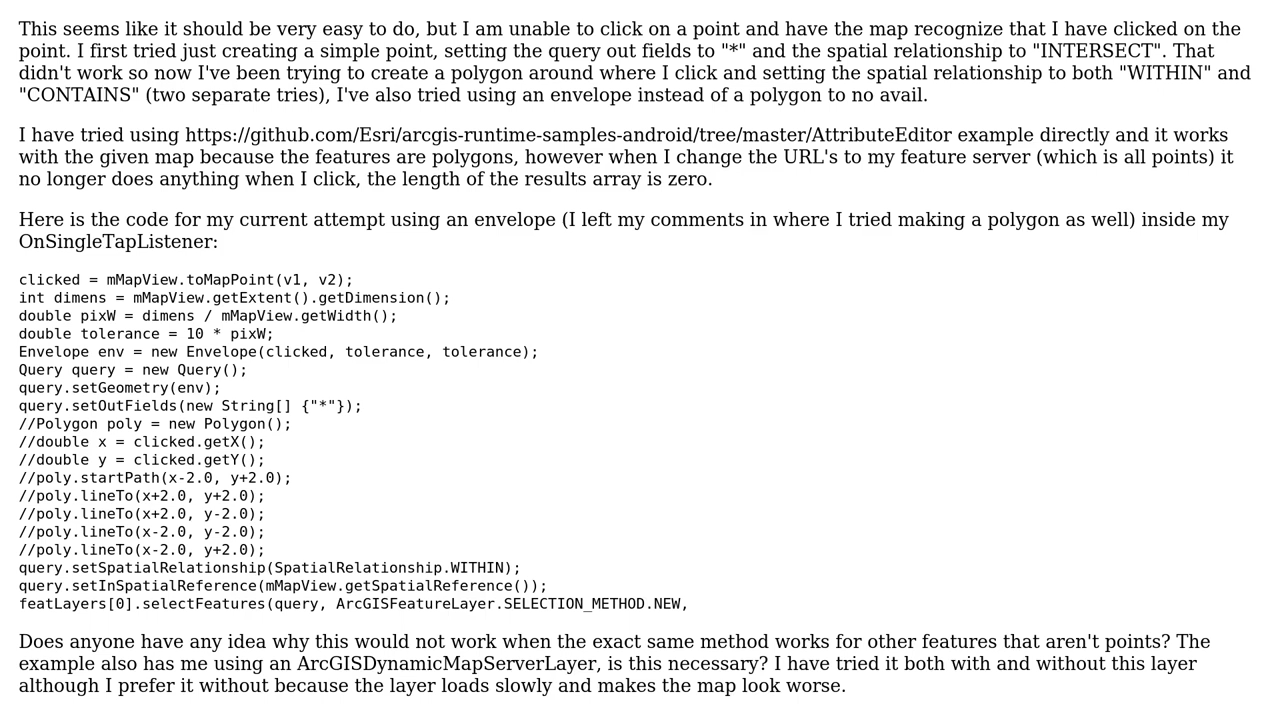 This seems like it should be very easy to do, but I am unable to click on a point and have the map recognize that I have clicked on the
point. I first tried just creating a simple point, setting the query out fields to "*" and the spatial relationship to "INTERSECT". That
didn't work so now I've been trying to create a polygon around where I click and setting the spatial relationship to both "WITHIN" and
"CONTAINS" (two separate tries), I've also tried using an envelope instead of a polygon to no avail.
I have tried using https://github.com/Esri/arcgis-runtime-samples-android/tree/master/AttributeEditor example directly and it works
with the given map because the features are polygons, however when I change the URL's to my feature server (which is all points) it
no longer does anything when I click, the length of the results array is zero.
Here is the code for my current attempt using an envelope (I left my comments in where I tried making a polygon as well) inside my
OnSingleTapListener:
clicked = mMapView.toMapPoint(v1, v2);
int dimens = mMapView.getExtent().getDimension();
double pixW = dimens / mMapView.getWidth();
double tolerance = 10 * pixW;
Envelope env = new Envelope(clicked, tolerance, tolerance);
Query query = new Query();
query.setGeometry(env);
query.setOutFields(new String[] {"*"});
//Polygon poly = new Polygon();
//double x = clicked.getX();
//double y = clicked.getY();
//poly.startPath(x-2.0, y+2.0);
//poly.lineTo(x+2.0, y+2.0);
//poly.lineTo(x+2.0, y-2.0);
//poly.lineTo(x-2.0, y-2.0);
//poly.lineTo(x-2.0, y+2.0);
query.setSpatialRelationship(SpatialRelationship.WITHIN);
query.setInSpatialReference(mMapView.getSpatialReference());
featLayers[0].selectFeatures(query, ArcGISFeatureLayer.SELECTION_METHOD.NEW,
Does anyone have any idea why this would not work when the exact same method works for other features that aren't points? The
example also has me using an ArcGISDynamicMapServerLayer, is this necessary? I have tried it both with and without this layer
although I prefer it without because the layer loads slowly and makes the map look worse.